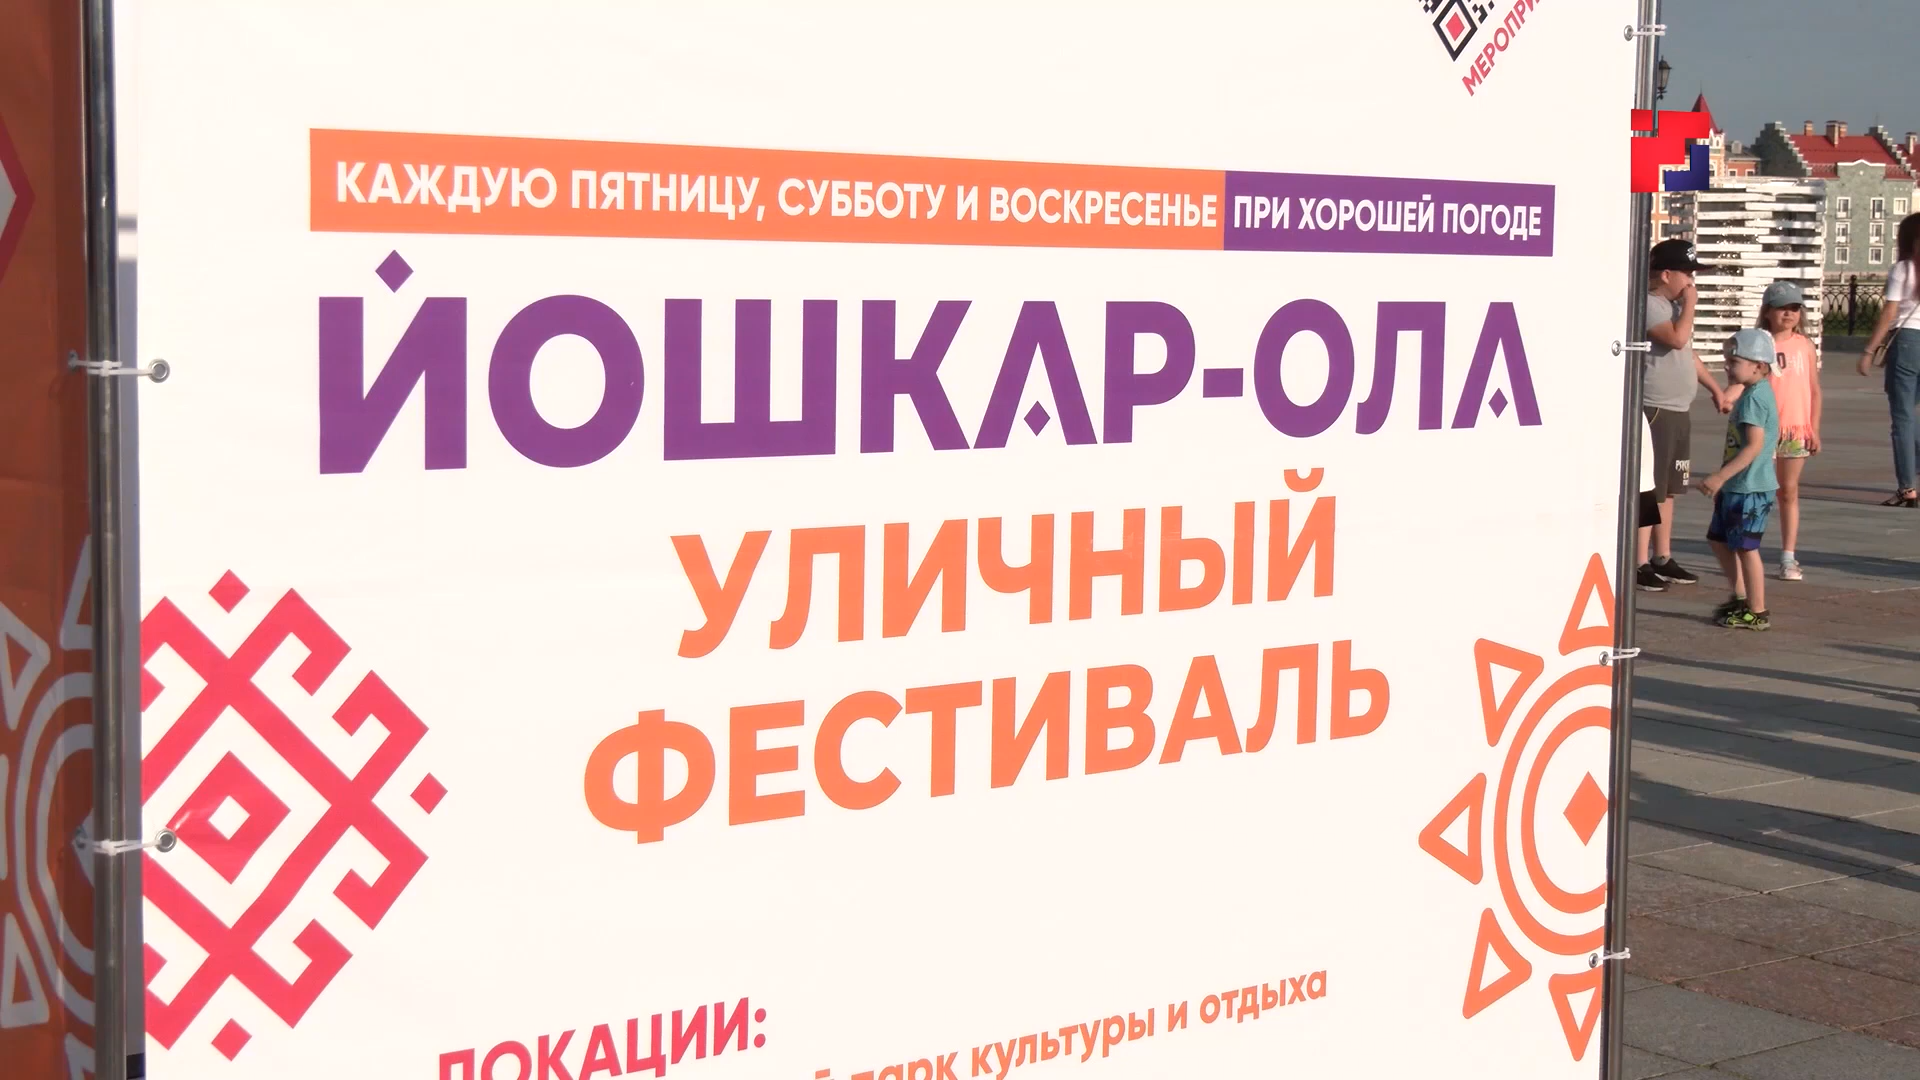 КАЖДУЮ ПЯТНИЦУ, СУББОТУ И ВОСКРЕСЕНЬЕ ПРИ ХОРОШЕЙ ПОГОДЕ
ЙОШКАР-ОЛА
УЛИЧНЫЙ
ФЕСТИВАЛЬ
ЛОКАЦИИ:
парк культуры и отдыха